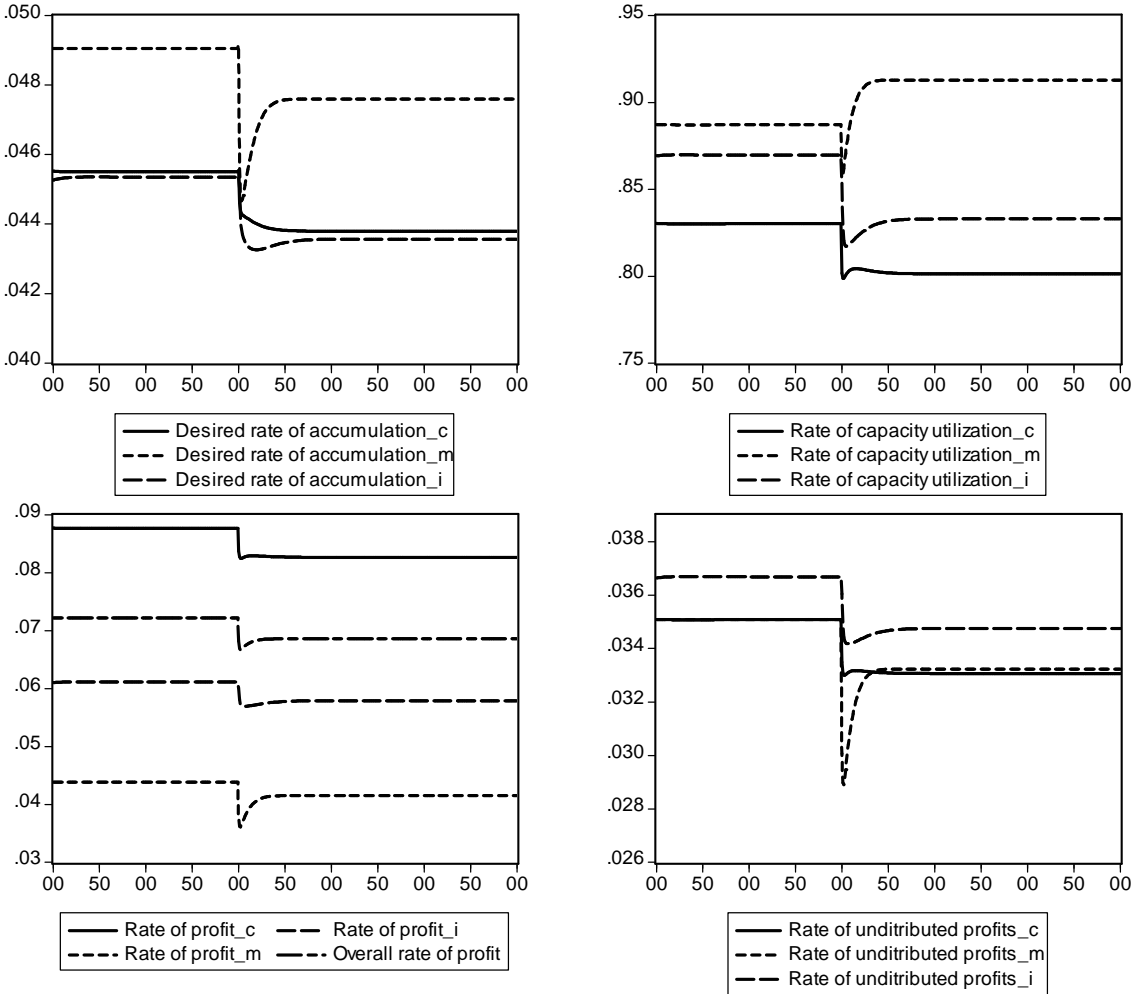 .050
.048
.046
.044
.042
.040
00 50 00 50 00 50 00 50 00 50 00
Desired rate of accumulation_c
Desired rate of accumulation_m
Desired rate of accumulation_i
.95
.90
.85
.80
.75
00 50 00 50 00 50 00 50 00 50 00
Rate of capacity utilization_c
Rate of capacity utilization_m
Rate of capacity utilization_i
.09
.08
.07
.06
.05
.04
.03
00 50 00 50 00 50 00 50 00 50 00
Rate of profit_c Rate of profit_i
Rate of profit_m Overall rate of profit
.038
.036
.034
.032
.030
.028
.026
00 50 00 50 00 50 00 50 00 50 00
Rate of unditributed profits_c
Rate of unditributed profits_m
Rate of unditributed profits_i